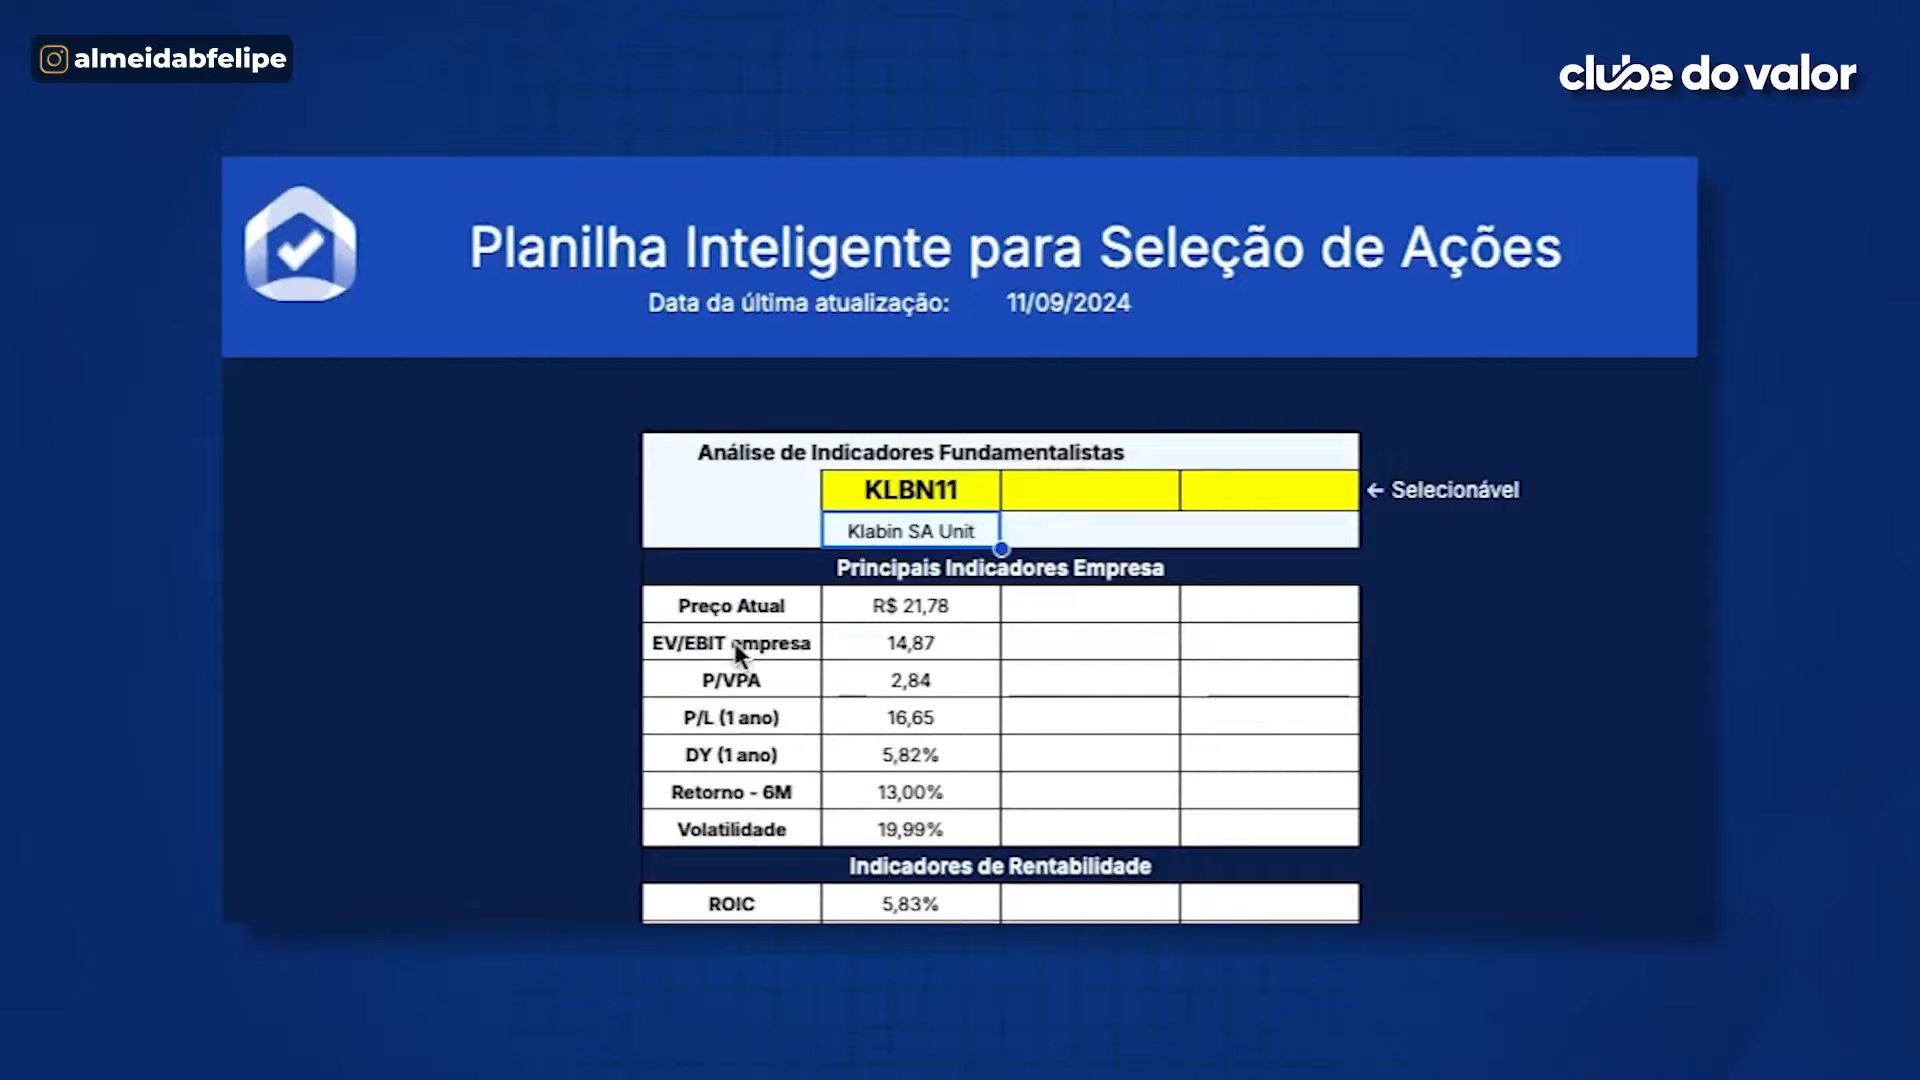 almeidabfelipe
clube do valor
Planilha Inteligente para Seleção de Ações
Data da última atualização: 11/09/2024
Análise de Indicadores Fundamentalistas
KLBN11 ← Selecionável
Klabin SA Unit
Principais Indicadores Empresa
Preço Atual R$ 21,78
EV/EBIT empresa 14,87
P/VPA 2,84
P/L (1 ano) 16,65
DY (1 ano) 5,82%
Retorno - 6M 13,00%
Volatilidade 19,99%
Indicadores de Rentabilidade
ROIC 5,83%